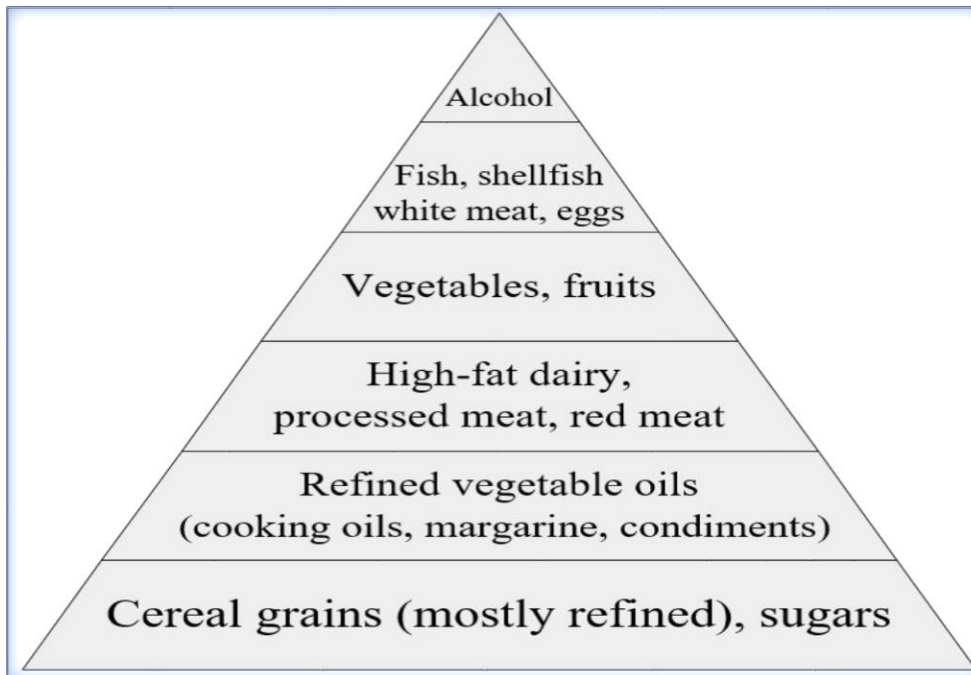 Alcohol
Fish, shellfish
white meat, eggs
Vegetables, fruits
High-fat dairy,
processed meat, red meat
Refined vegetable oils
(cooking oils, margarine, condiments)
Cereal grains (mostly refined), sugars